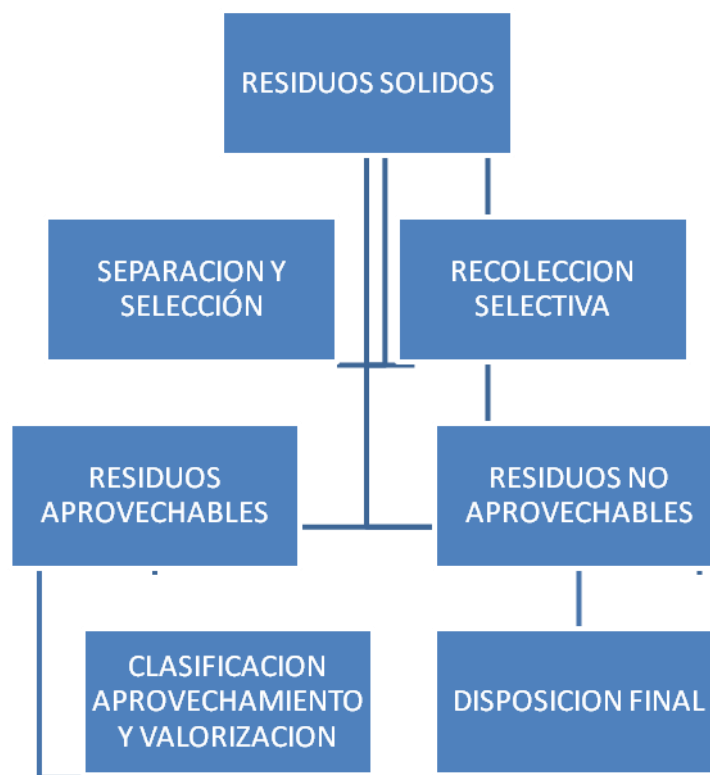 RESIDUOS SOLIDOS
SEPARACION Y
SELECCIÓN
RECOLECCION
SELECTIVA
RESIDUOS
APROVECHABLES
RESIDUOS NO
APROVECHABLES
CLASIFICACION
APROVECHAMIENTO
Y VALORIZACION
DISPOSICION FINAL